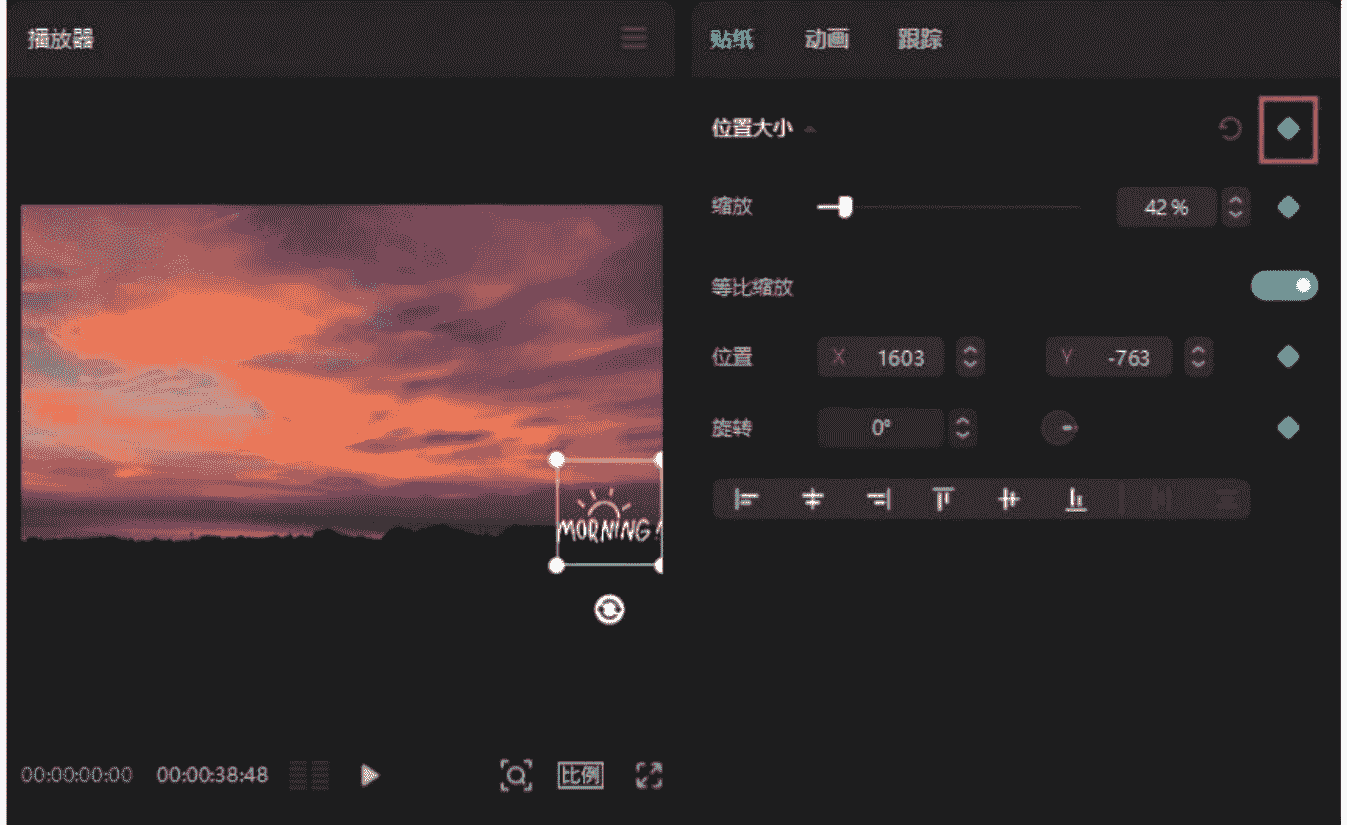 播放器
贴纸 动画 跟踪
位置大小
缩放 42%
等比缩放
位置 X 1603 Y -763
旋转 0°
MORNING
00:00:00:00 00:00:38:48 比例